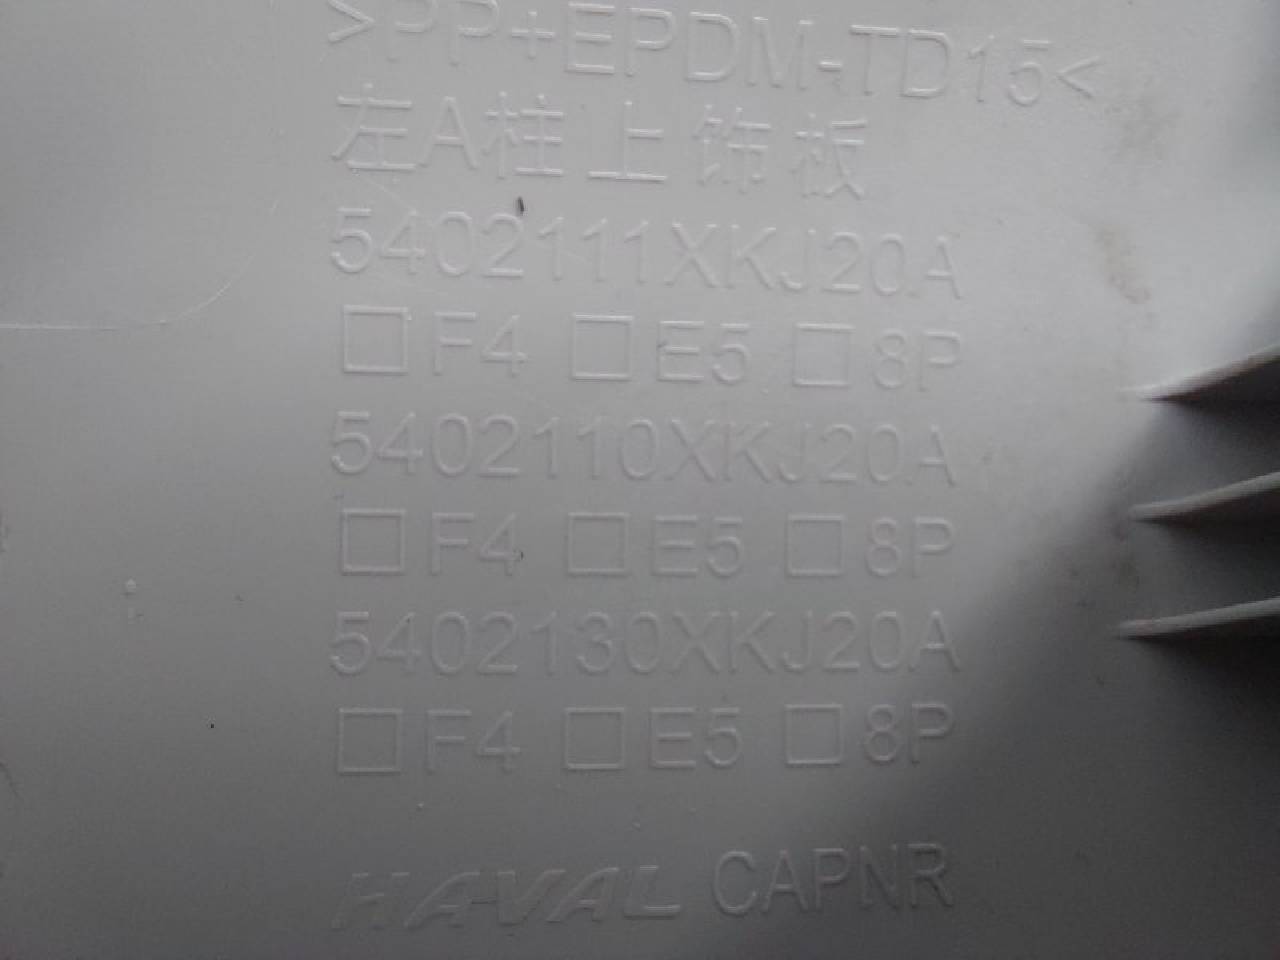 >PP+EPDM-TD15<
左A柱上饰板
5402111XKJ20A
□F4 □E5 □8P
5402110XKJ20A
□F4 □E5 □8P
5402130XKJ20A
□F4 □E5 □8P
HAVAL CAPNR